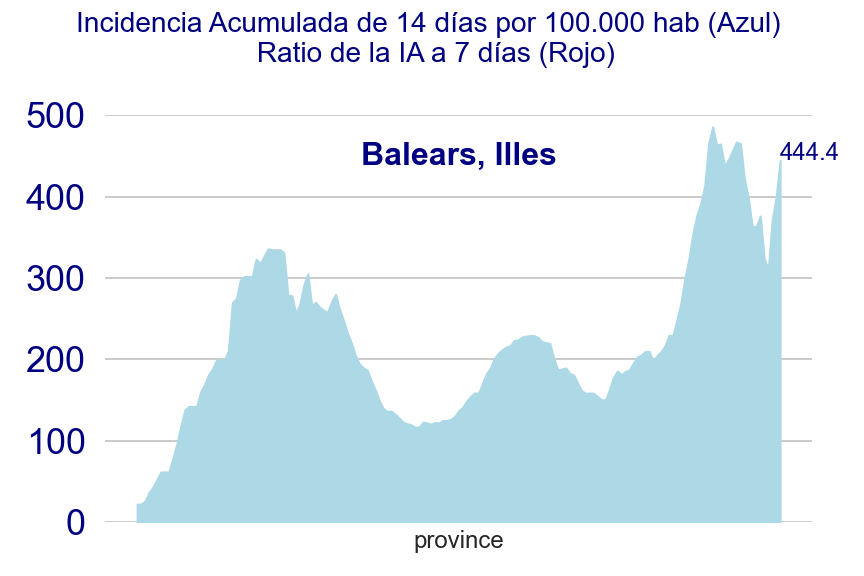 Incidencia Acumulada de 14 días por 100.000 hab (Azul)
Ratio de la IA a 7 días (Rojo)
500
Balears, Illes
444.4
400
300
200
100
0
province